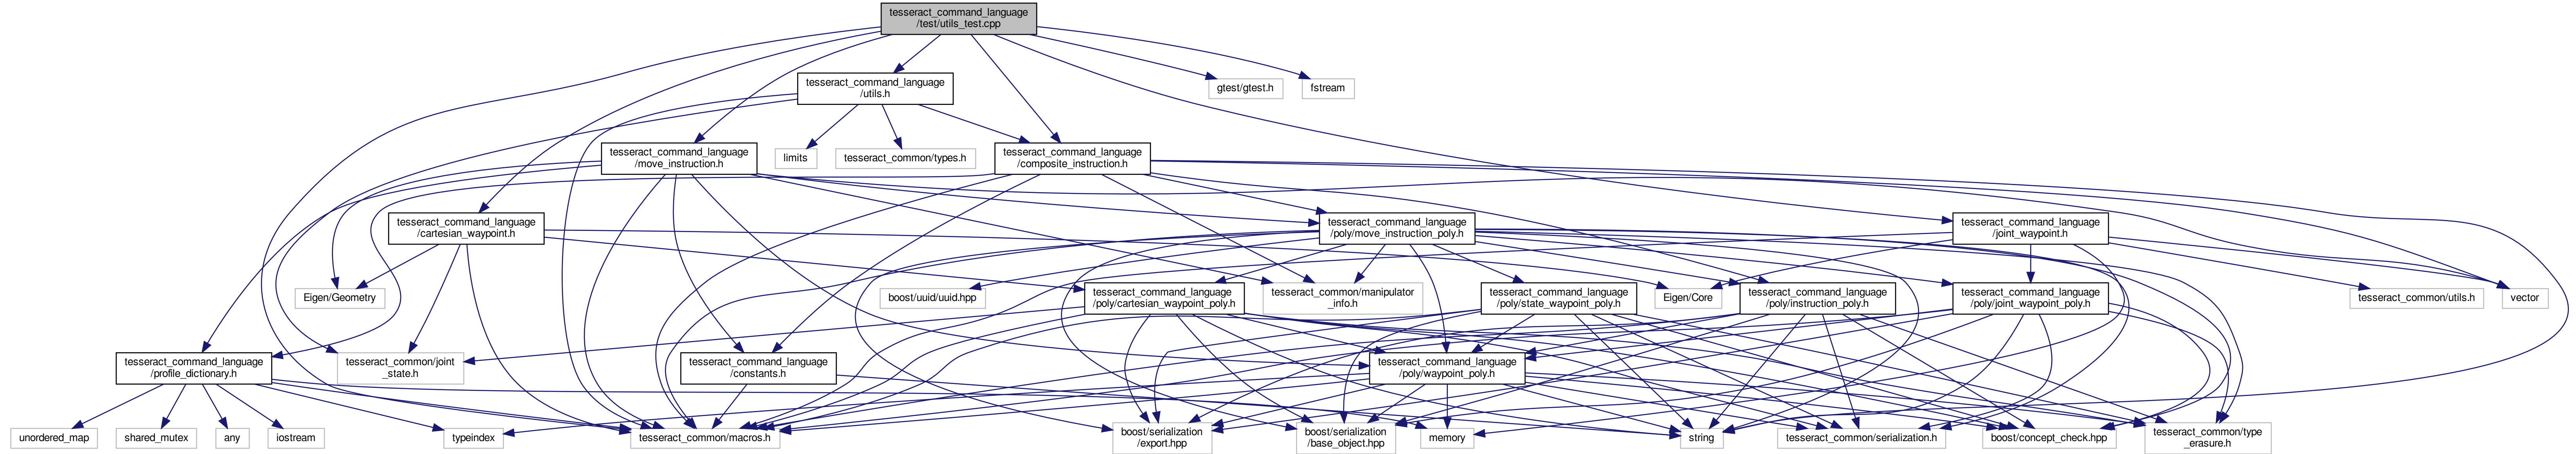 tesseract_command_language
/test/utils_test.cpp
tesseract_command_language
/utils.h
gtest/gtest.h
fstream
tesseract_command_language
/move_instruction.h
limits
tesseract_common/types.h
tesseract_command_language
/composite_instruction.h
tesseract_command_language
/cartesian_waypoint.h
tesseract_command_language
/poly/move_instruction_poly.h
tesseract_command_language
/joint_waypoint.h
Eigen/Geometry
boost/uuid/uuid.hpp
tesseract_command_language
/poly/cartesian_waypoint_poly.h
tesseract_common/manipulator
_info.h
tesseract_command_language
/poly/state_waypoint_poly.h
Eigen/Core
tesseract_command_language
/poly/instruction_poly.h
tesseract_command_language
/poly/joint_waypoint_poly.h
tesseract_common/utils.h
vector
tesseract_command_language
/profile_dictionary.h
tesseract_common/joint
_state.h
tesseract_command_language
/constants.h
tesseract_command_language
/poly/waypoint_poly.h
unordered_map
shared_mutex
any
iostream
typeindex
tesseract_common/macros.h
boost/serialization
/export.hpp
boost/serialization
/base_object.hpp
memory
string
tesseract_common/serialization.h
boost/concept_check.hpp
tesseract_common/type
_erasure.h